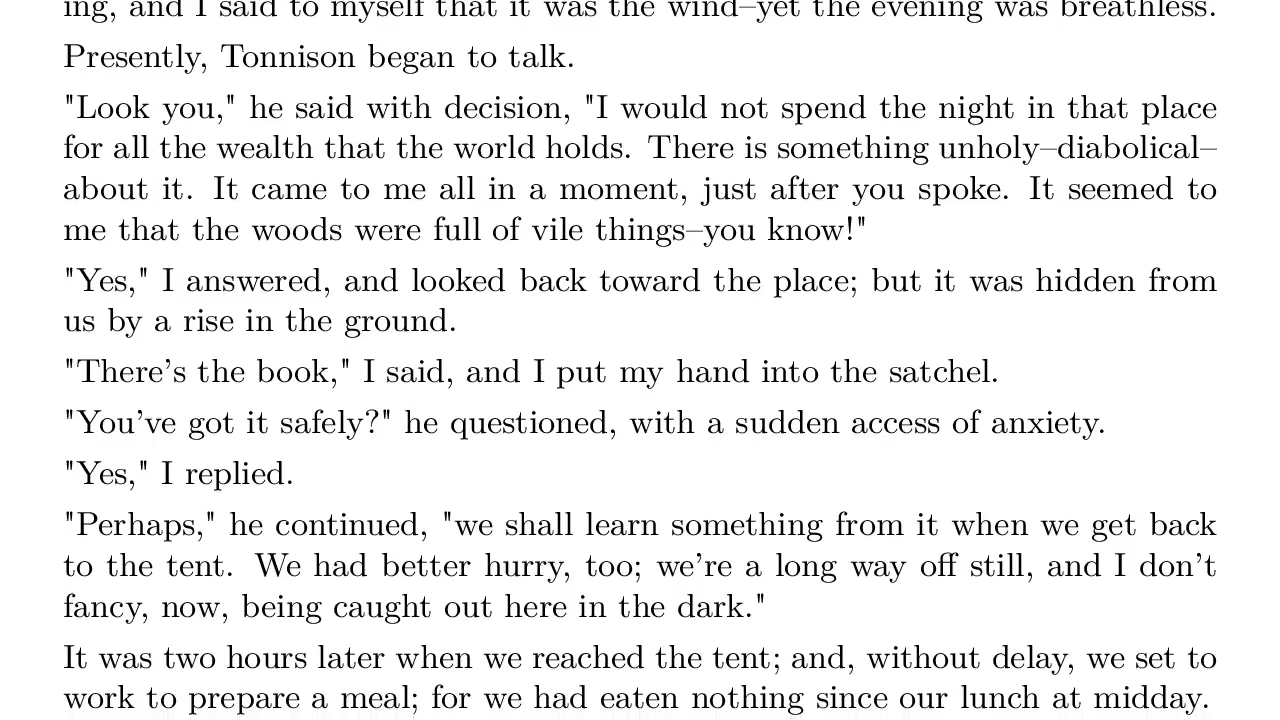 ing, and I said to myself that it was the wind–yet the evening was breathless.
Presently, Tonnison began to talk.
"Look you," he said with decision, "I would not spend the night in that place
for all the wealth that the world holds. There is something unholy–diabolical–
about it. It came to me all in a moment, just after you spoke. It seemed to
me that the woods were full of vile things–you know!"
"Yes," I answered, and looked back toward the place; but it was hidden from
us by a rise in the ground.
"There’s the book," I said, and I put my hand into the satchel.
"You’ve got it safely?" he questioned, with a sudden access of anxiety.
"Yes," I replied.
"Perhaps," he continued, "we shall learn something from it when we get back
to the tent. We had better hurry, too; we’re a long way off still, and I don’t
fancy, now, being caught out here in the dark."
It was two hours later when we reached the tent; and, without delay, we set to
work to prepare a meal; for we had eaten nothing since our lunch at midday.